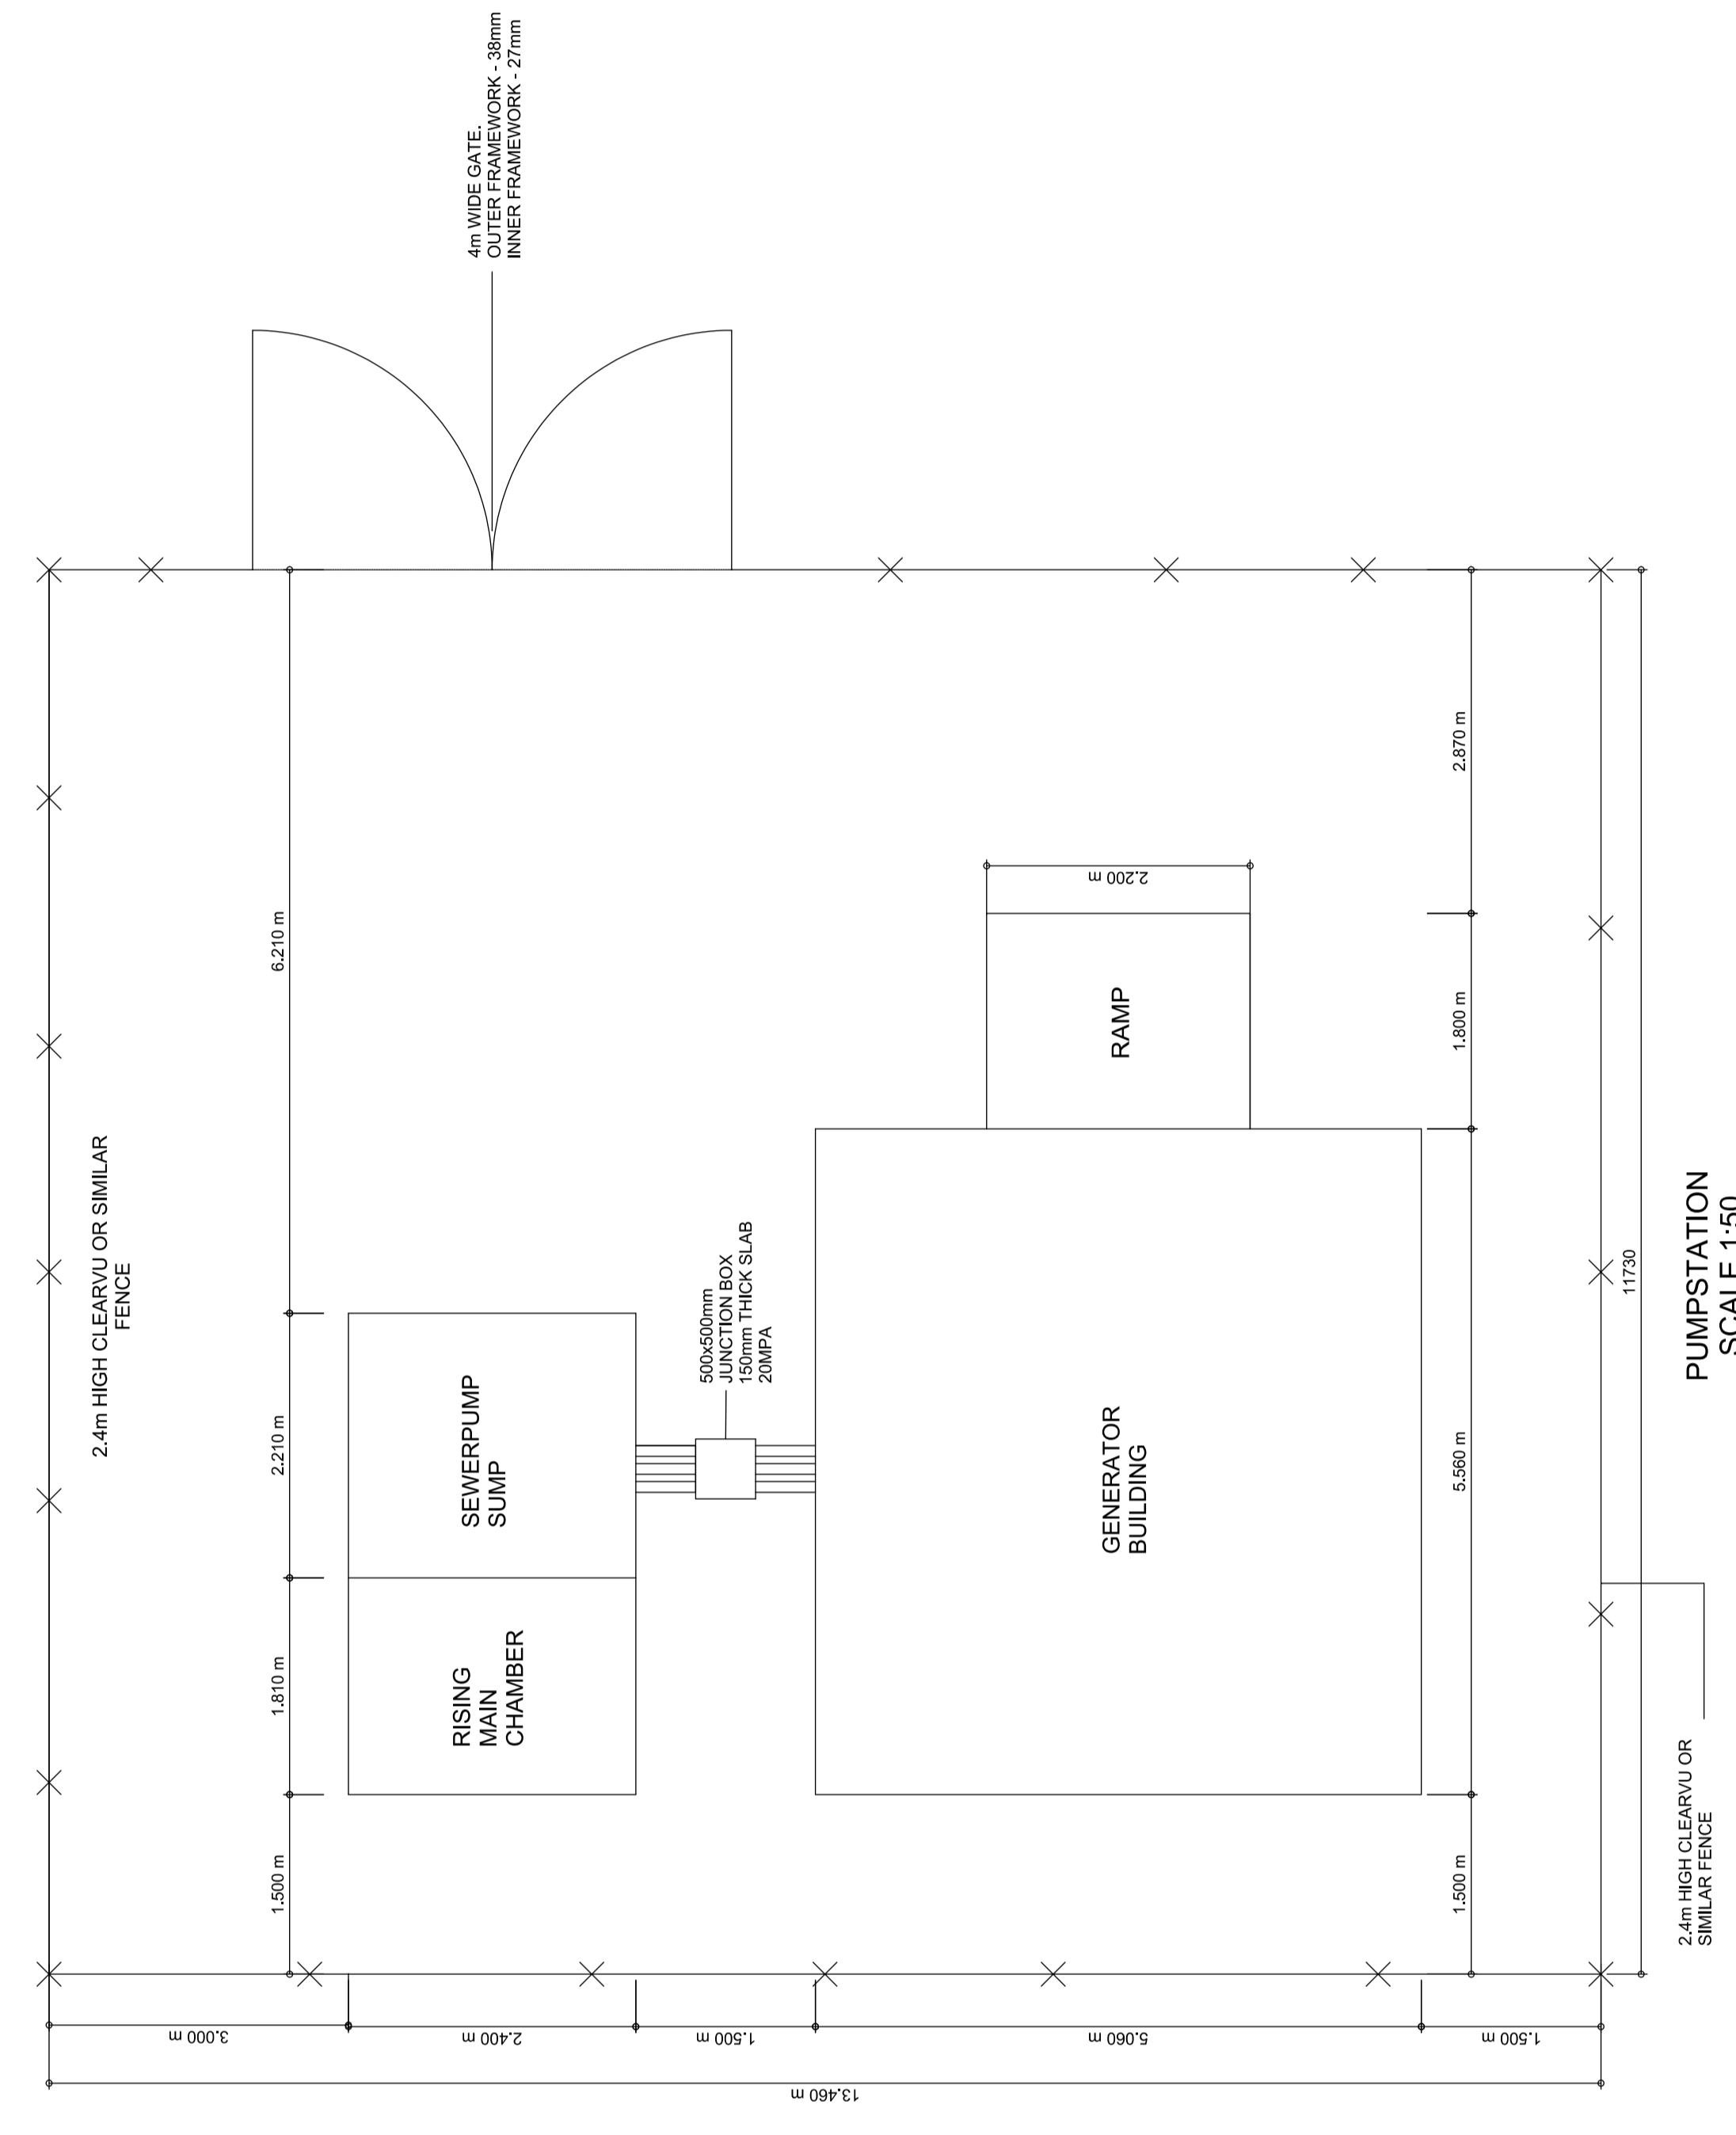 4m WIDE GATE.
OUTER FRAMEWORK - 38mm
INNER FRAMEWORK - 27mm
2.4m HIGH CLEARVU OR SIMILAR
FENCE
6.210 m
2.210 m
1.810 m
1.500 m
SEWERPUMP
SUMP
RISING
MAIN
CHAMBER
500x500mm
JUNCTION BOX
150mm THICK SLAB
20MPA
GENERATOR
BUILDING
RAMP
2.200 m
2.870 m
1.800 m
5.560 m
1.500 m
11730
3.000 m
2.400 m
1.500 m
5.060 m
1.500 m
13.460 m
2.4m HIGH CLEARVU OR
SIMILAR FENCE
PUMPSTATION
SCALE 1:50